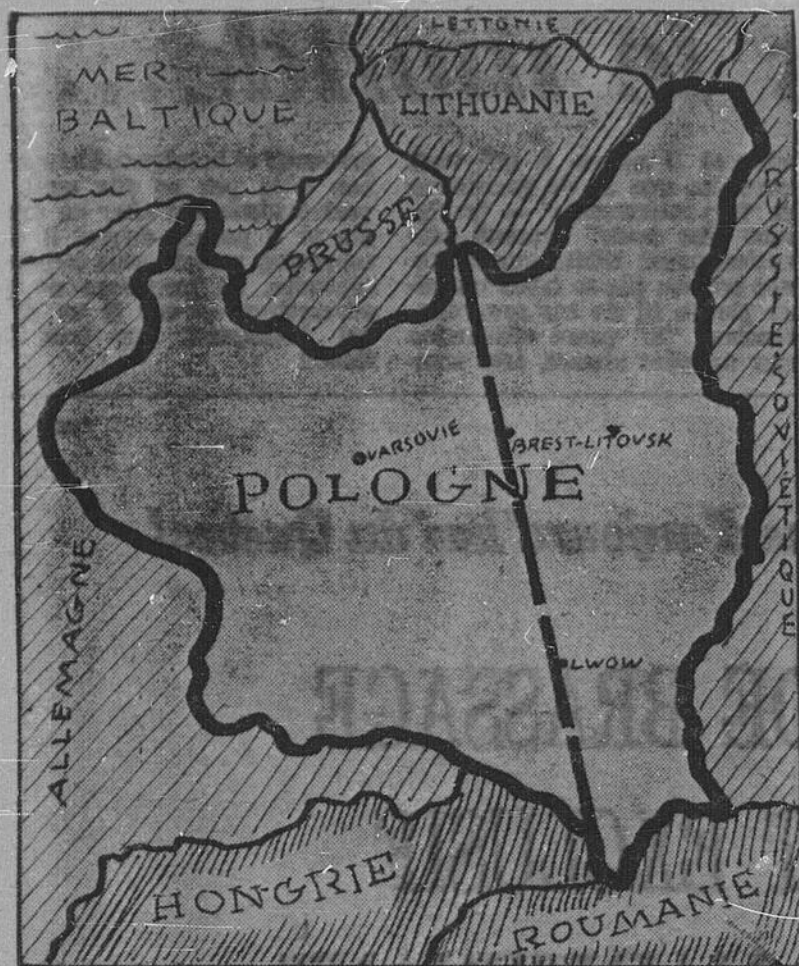 LETTONIE
MER
BALTIQUE
LITHUANIE
PRUSSE
RUSSIE SOVIETIQUE
VARSOVIE
BREST-LITOVSK
POLOGNE
ALLEMAGNE
LWOW
HONGRIE
ROUMANIE